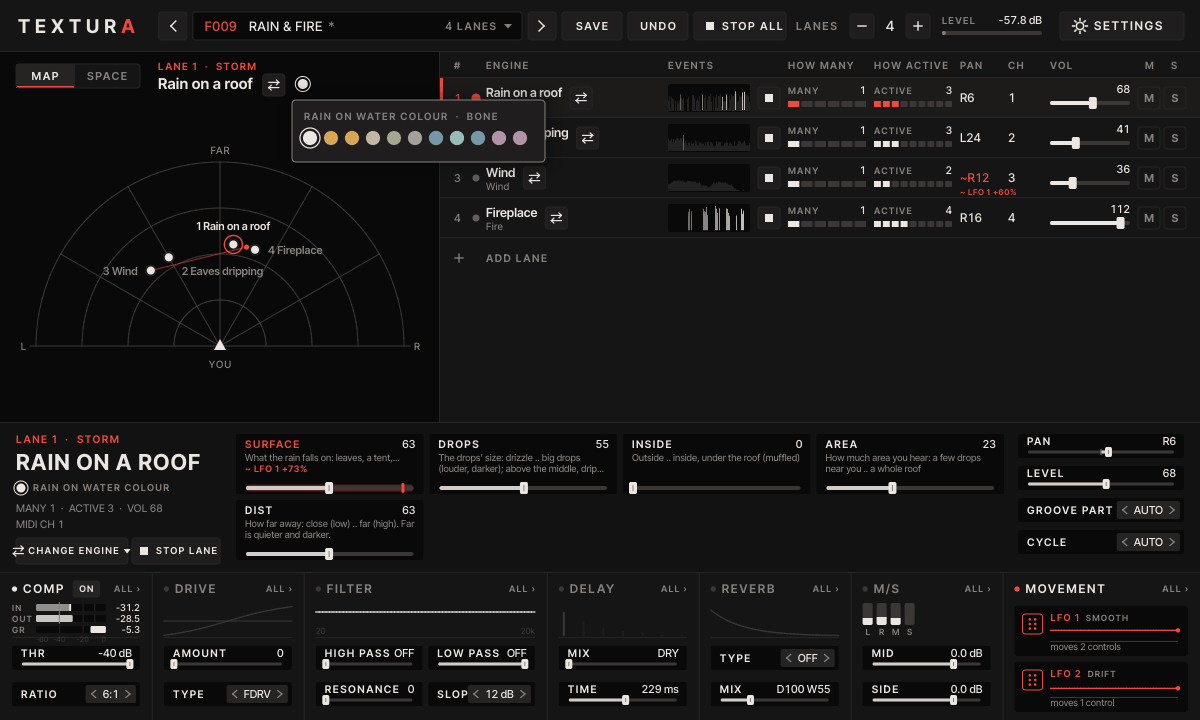 TEXTURA
F009 RAIN & FIRE * 4 LANES
SAVE
UNDO
STOP ALL
LANES
4
LEVEL -57.8 dB
SETTINGS
MAP
SPACE
LANE 1 · STORM
Rain on a roof
RAIN ON WATER COLOUR · BONE
FAR
1 Rain on a roof
4 Fireplace
3 Wind
2 Eaves dripping
L
R
YOU
# ENGINE EVENTS HOW MANY HOW ACTIVE PAN CH VOL M S
1 Rain on a roof MANY 1 ACTIVE 3 R6 1 68 M S
ping MANY 1 ACTIVE 3 L24 2 41 M S
3 Wind MANY 1 ACTIVE 2 ~R12 3 36 M S
Wind ~ LFO 1 +60%
4 Fireplace MANY 1 ACTIVE 4 R16 4 112 M S
Fire
+ ADD LANE
LANE 1 · STORM
RAIN ON A ROOF
RAIN ON WATER COLOUR
MANY 1 · ACTIVE 3 · VOL 68
MIDI CH 1
CHANGE ENGINE
STOP LANE
SURFACE 63
What the rain falls on: leaves, a tent,...
~ LFO 1 +73%
DROPS 55
The drops' size: drizzle .. big drops
(louder, darker); above the middle, drip...
INSIDE 0
Outside .. inside, under the roof (muffled)
AREA 23
How much area you hear: a few drops
near you .. a whole roof
DIST 63
How far away: close (low) .. far (high). Far
is quieter and darker.
PAN R6
LEVEL 68
GROOVE PART < AUTO >
CYCLE < AUTO >
COMP ON ALL ›
IN -31.2
OUT -28.5
GR -5.3
-60 -40 -20 0
THR -40 dB
RATIO < 6:1 >
DRIVE ALL ›
AMOUNT 0
TYPE < FDRV >
FILTER ALL ›
20 20k
HIGH PASS OFF
LOW PASS OFF
RESONANCE 0
SLOP < 12 dB >
DELAY ALL ›
MIX DRY
TIME 229 ms
REVERB ALL ›
TYPE < OFF >
MIX D100 W55
M/S ALL ›
L R M S
MID 0.0 dB
SIDE 0.0 dB
MOVEMENT ALL ›
LFO 1 SMOOTH
moves 2 controls
LFO 2 DRIFT
moves 1 control